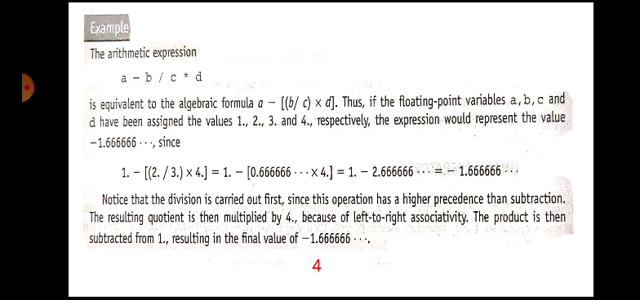 Example
The arithmetic expression
a - b / c * d
is equivalent to the algebraic formula a − [(b/ c) × d]. Thus, if the floating-point variables a, b, c and
d have been assigned the values 1., 2., 3. and 4., respectively, the expression would represent the value
−1.666666 · · ·, since
1. − [(2. / 3.) × 4.] = 1. − [0.666666 · · · × 4.] = 1. − 2.666666 · · · = − 1.666666 · · ·
Notice that the division is carried out first, since this operation has a higher precedence than subtraction.
The resulting quotient is then multiplied by 4., because of left-to-right associativity. The product is then
subtracted from 1., resulting in the final value of −1.666666 · · ·.
4